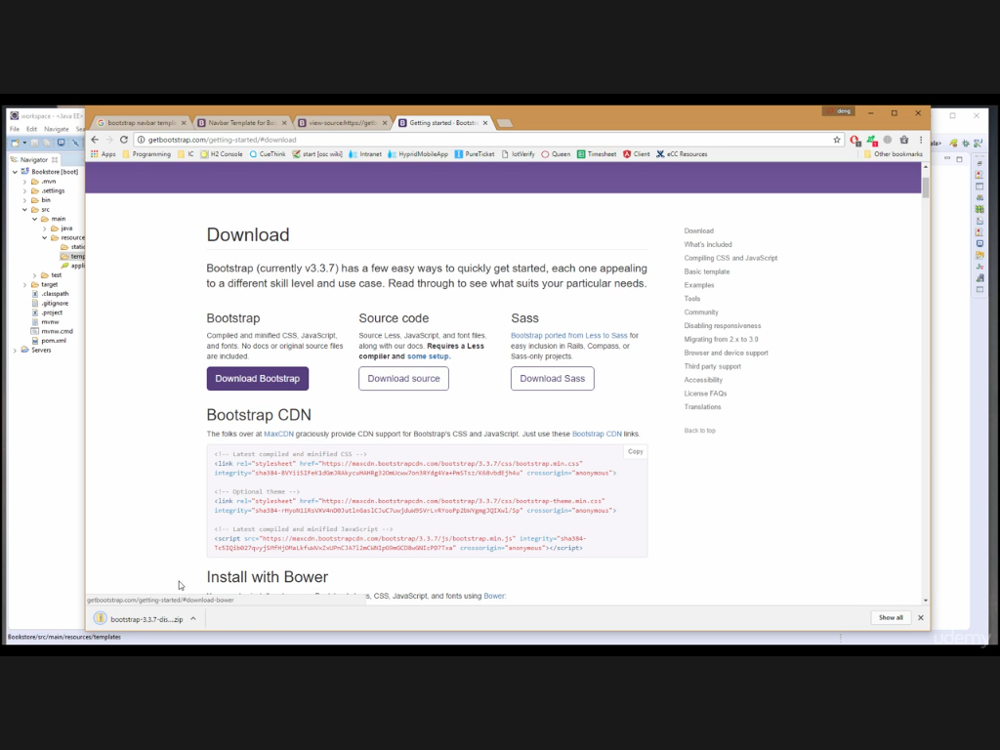 workspace - <Java EE>
deng
bootstrap navbar templ
Navbar Template for Bo
view-source:https://getb
Getting started · Bootstr
File Edit Navigate Sea
getbootstrap.com/getting-started/#download
Apps Programming IC H2 Console CueThink start [osc wiki] Intranet HypridMobileApp PureTicket IotVerify Queen Timesheet Client eCC Resources Other bookmarks
Navigator
Bookstore [boot]
.mvn
.settings
bin
src
main
java
resource
static
temp
appli
test
target
.classpath
.gitignore
.project
mvnw
mvnw.cmd
pom.xml
Servers
Download
Bootstrap (currently v3.3.7) has a few easy ways to quickly get started, each one appealing
to a different skill level and use case. Read through to see what suits your particular needs.
Bootstrap
Compiled and minified CSS, JavaScript,
and fonts. No docs or original source files
are included.
Download Bootstrap
Source code
Source Less, JavaScript, and font files,
along with our docs. Requires a Less
compiler and some setup.
Download source
Sass
Bootstrap ported from Less to Sass for
easy inclusion in Rails, Compass, or
Sass-only projects.
Download Sass
Bootstrap CDN
The folks over at MaxCDN graciously provide CDN support for Bootstrap's CSS and JavaScript. Just use these Bootstrap CDN links.
Copy
<!-- Latest compiled and minified CSS -->
<link rel="stylesheet" href="https://maxcdn.bootstrapcdn.com/bootstrap/3.3.7/css/bootstrap.min.css"
integrity="sha384-BVYiiSIFeK1dGmJRAkycuHAHRg32OmUcww7on3RYdg4Va+PmSTsz/K68vbdEjh4u" crossorigin="anonymous">
<!-- Optional theme -->
<link rel="stylesheet" href="https://maxcdn.bootstrapcdn.com/bootstrap/3.3.7/css/bootstrap-theme.min.css"
integrity="sha384-rHyoN1iRsVXV4nD0JutlnGaslCJuC7uwjduW9SVrLvRYooPp2bWYgmgJQIXwl/Sp" crossorigin="anonymous">
<!-- Latest compiled and minified JavaScript -->
<script src="https://maxcdn.bootstrapcdn.com/bootstrap/3.3.7/js/bootstrap.min.js" integrity="sha384-
Tc5IQib027qvyjSMfHjOMaLkfuWVxZxUPnCJA7l2mCWNIpG9mGCD8wGNIcPD7Txa" crossorigin="anonymous"></script>
Install with Bower
CSS, JavaScript, and fonts using Bower:
Download
What's included
Compiling CSS and JavaScript
Basic template
Examples
Tools
Community
Disabling responsiveness
Migrating from 2.x to 3.0
Browser and device support
Third party support
Accessibility
License FAQs
Translations
Back to top
getbootstrap.com/getting-started/#download-bower
bootstrap-3.3.7-dis....zip
Show all
Bookstore/src/main/resources/templates
udemy